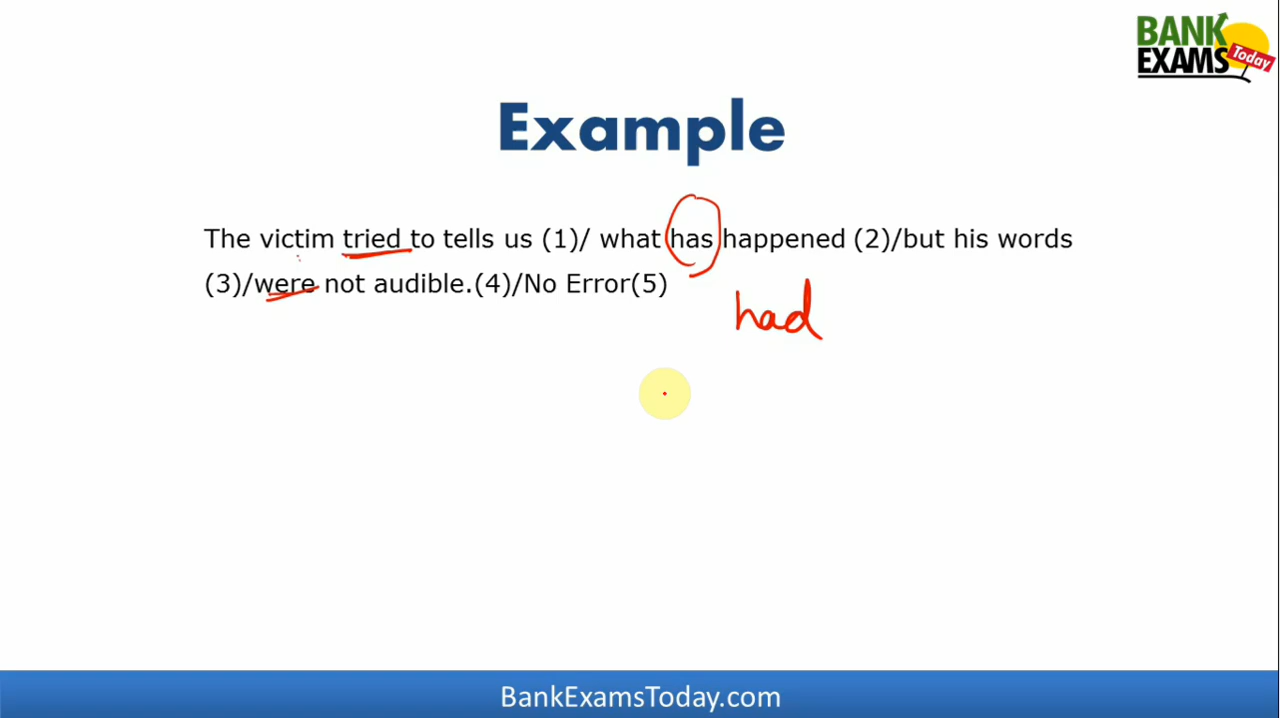 BANK
EXAMS Today
Example
The victim tried to tells us (1)/ what has happened (2)/but his words
(3)/were not audible.(4)/No Error(5)
had
BankExamsToday.com